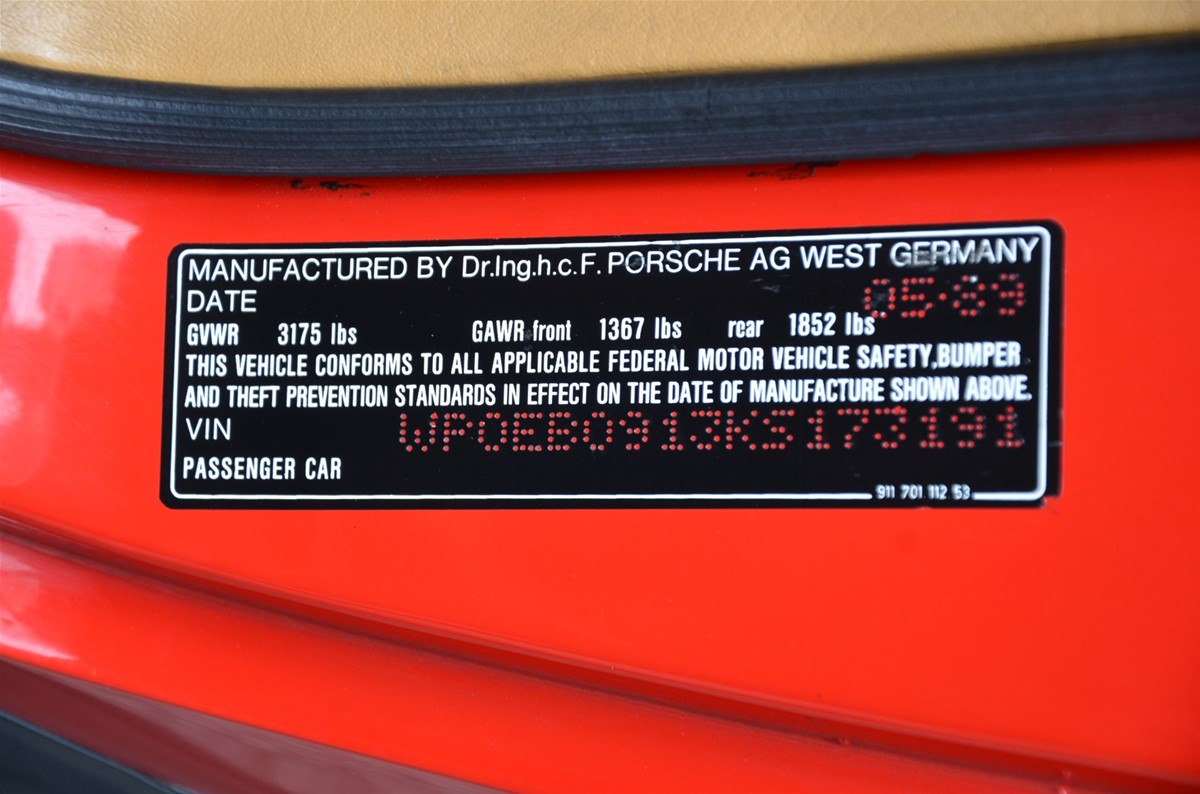 MANUFACTURED BY Dr.Ing.h.c.F. PORSCHE AG WEST GERMANY
DATE 05·89
GVWR 3175 lbs GAWR front 1367 lbs rear 1852 lbs
THIS VEHICLE CONFORMS TO ALL APPLICABLE FEDERAL MOTOR VEHICLE SAFETY,BUMPER
AND THEFT PREVENTION STANDARDS IN EFFECT ON THE DATE OF MANUFACTURE SHOWN ABOVE.
VIN WP0EB0913KS173191
PASSENGER CAR
911 701 112 53